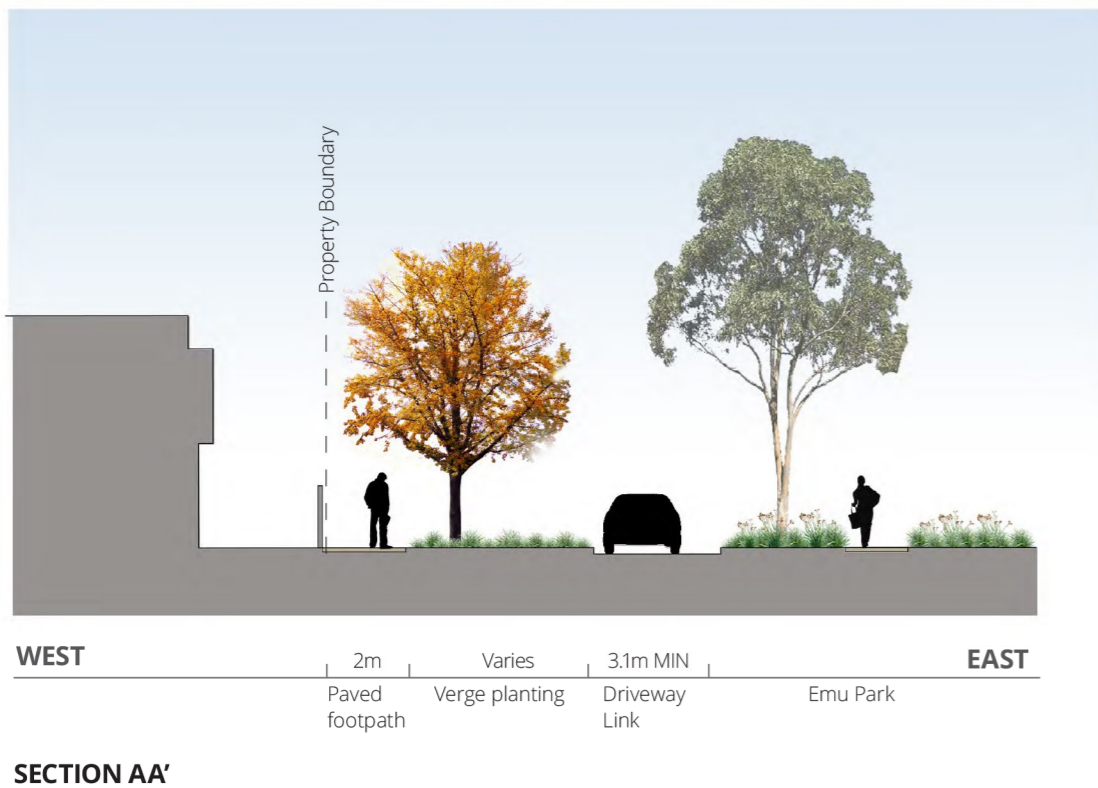 Property Boundary
WEST
2m
Varies
3.1m MIN
EAST
Paved
footpath
Verge planting
Driveway
Link
Emu Park
SECTION AA’